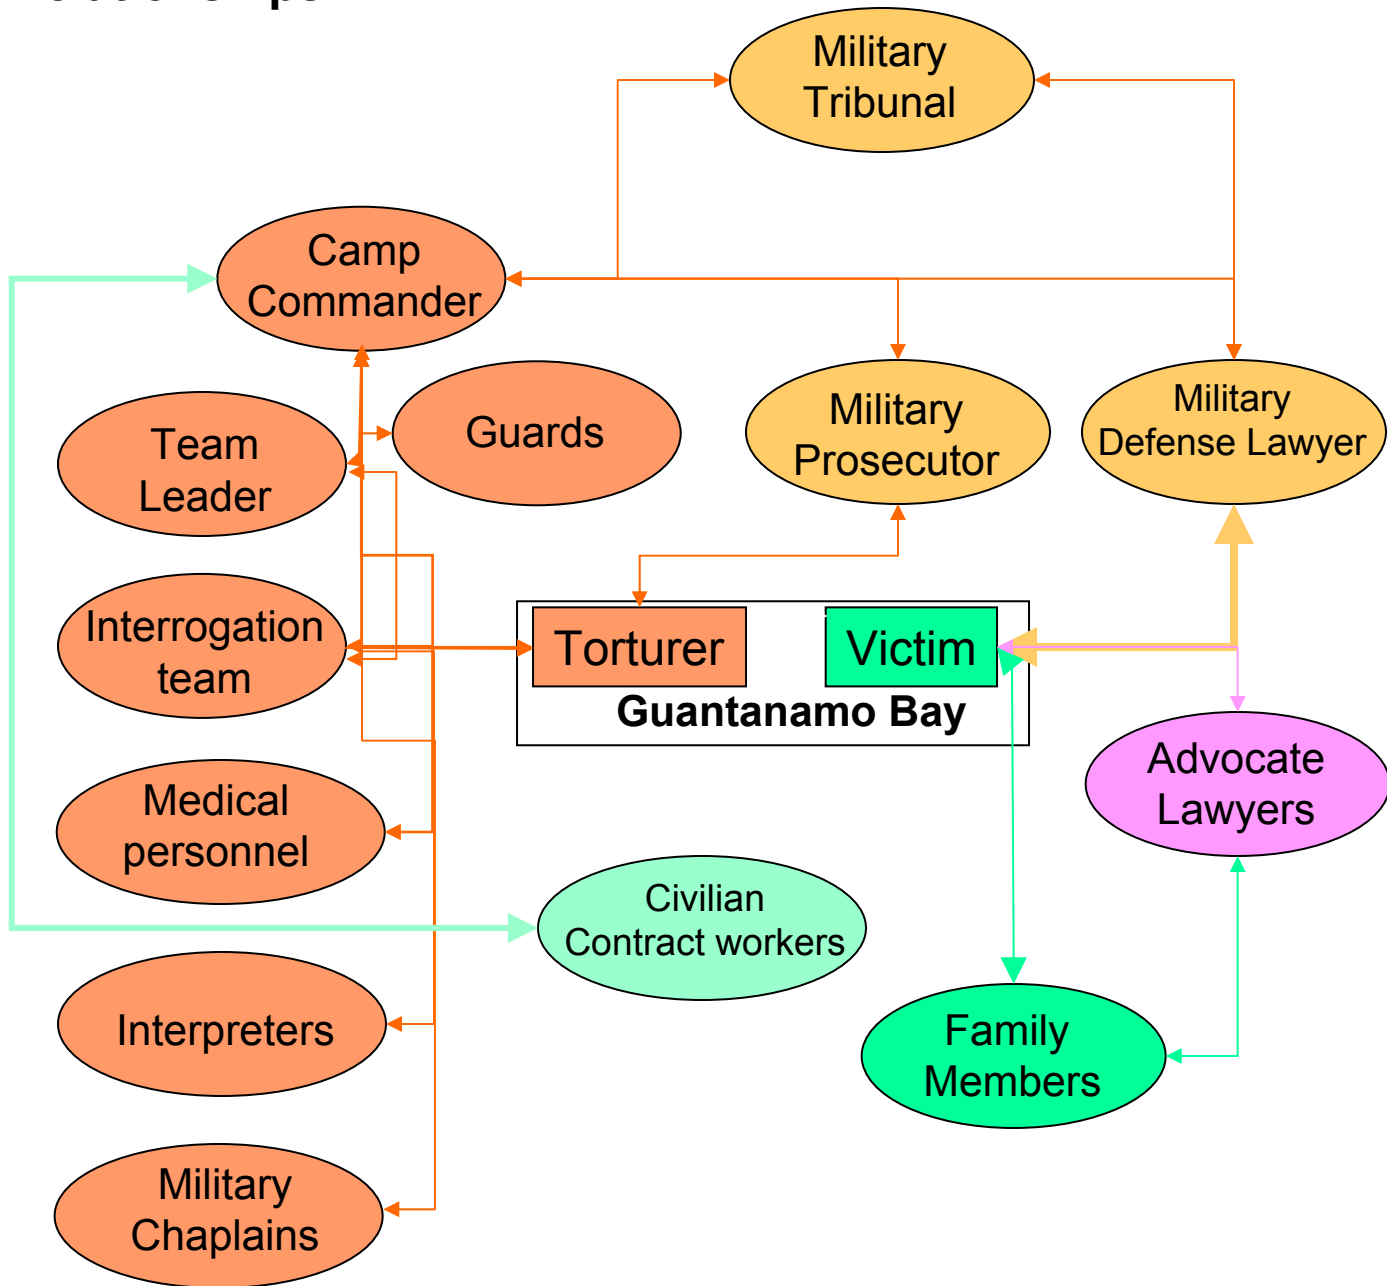 Military
Tribunal
Camp
Commander
Guards
Military
Prosecutor
Military
Defense Lawyer
Team
Leader
Interrogation
team
Torturer
Victim
Guantanamo Bay
Medical
personnel
Advocate
Lawyers
Civilian
Contract workers
Interpreters
Family
Members
Military
Chaplains